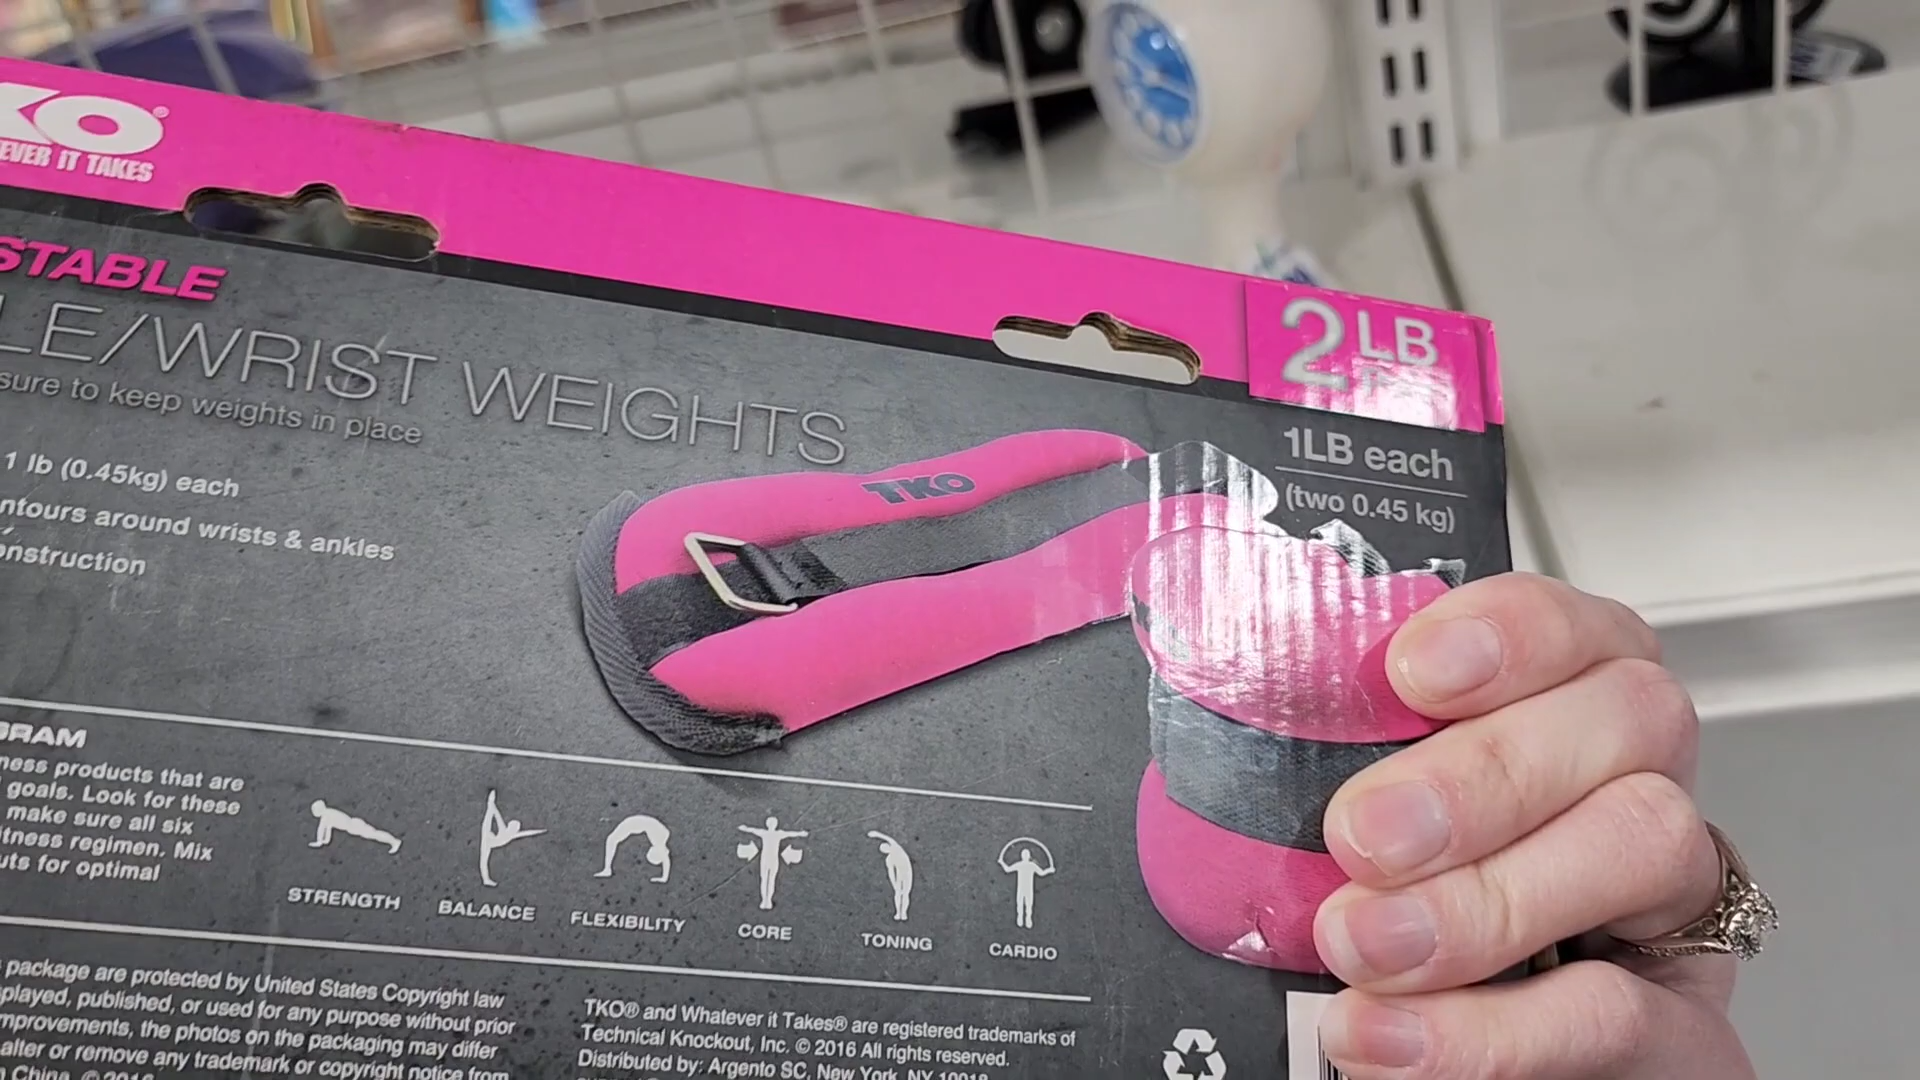 KO®
EVER IT TAKES
STABLE
LE/WRIST WEIGHTS
sure to keep weights in place
2 LB
1LB each
(two 0.45 kg)
1 lb (0.45kg) each
ntours around wrists & ankles
onstruction
TKO
GRAM
ness products that are
goals. Look for these
make sure all six
itness regimen. Mix
uts for optimal
STRENGTH
BALANCE
FLEXIBILITY
CORE
TONING
CARDIO
package are protected by United States Copyright law
splayed, published, or used for any purpose without prior
mprovements, the photos on the packaging may differ
alter or remove any trademark or copyright notice from
China.
TKO® and Whatever it Takes® are registered trademarks of
Technical Knockout, Inc. © 2016 All rights reserved.
Distributed by: Argento SC, New York, NY 10018